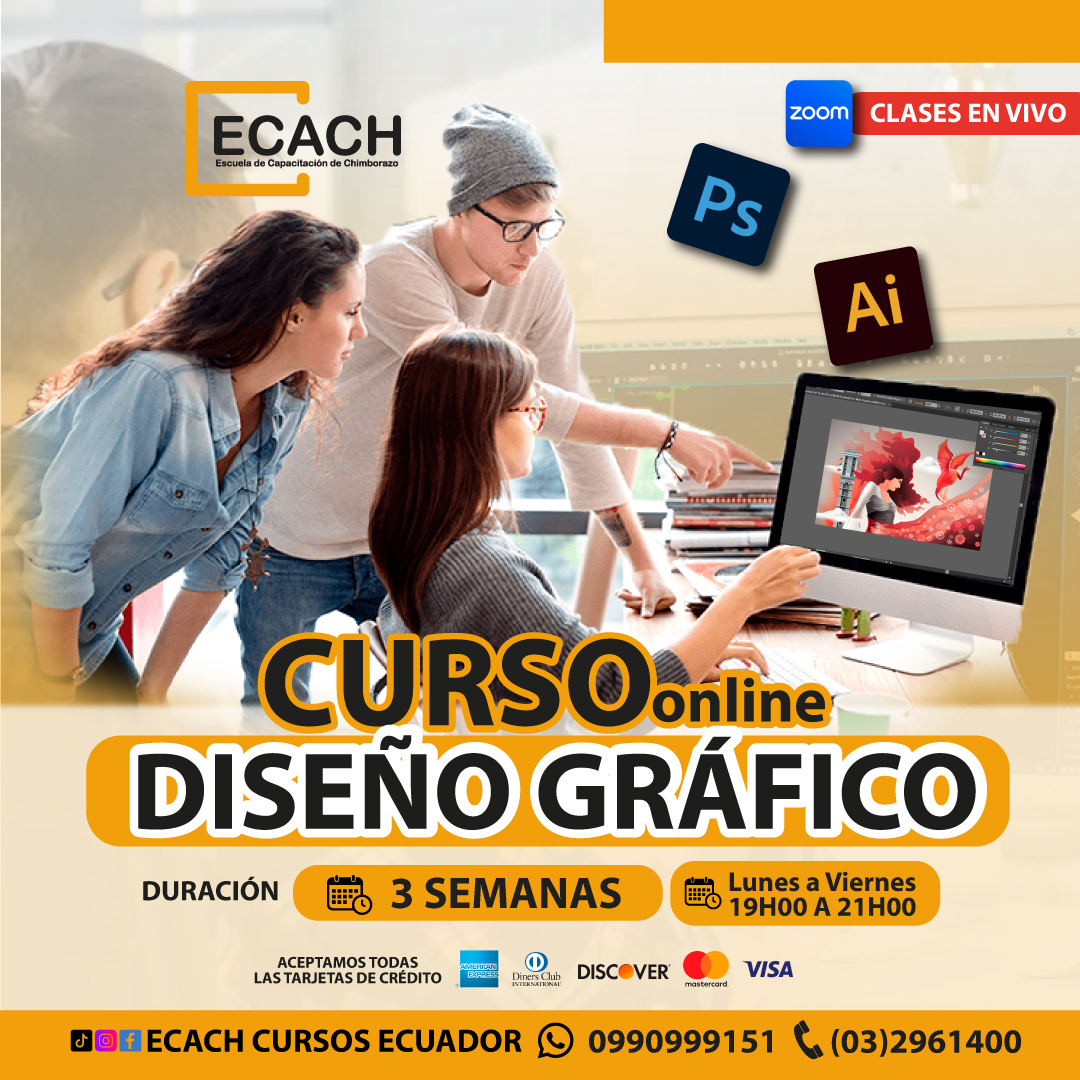 ECACH
Escuela de Capacitación de Chimborazo
zoom
CLASES EN VIVO
Ps
Ai
CURSO online
DISEÑO GRÁFICO
DURACIÓN
3 SEMANAS
Lunes a Viernes
19H00 A 21H00
ACEPTAMOS TODAS
LAS TARJETAS DE CRÉDITO
AMERICAN
EXPRESS
Diners Club
INTERNATIONAL
DISCOVER
mastercard
VISA
ECACH CURSOS ECUADOR 0990999151 (03)2961400